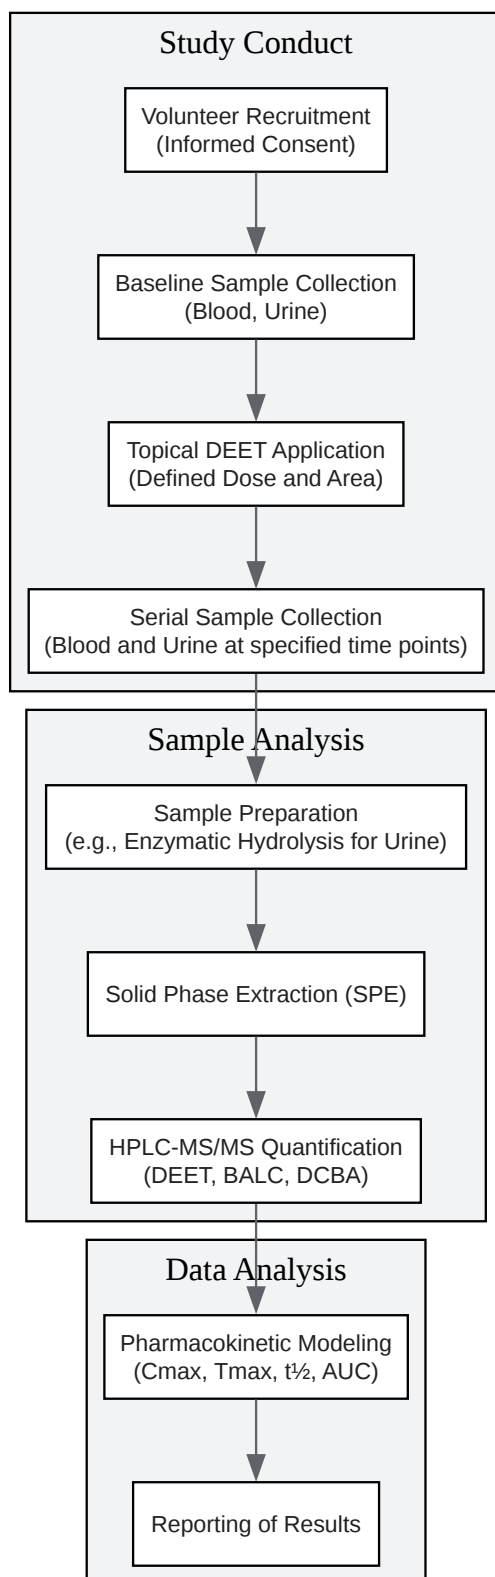 Study Conduct
Volunteer Recruitment
(Informed Consent)
Baseline Sample Collection
(Blood, Urine)
Topical DEET Application
(Defined Dose and Area)
Serial Sample Collection
(Blood and Urine at specified time points)
Sample Analysis
Sample Preparation
(e.g., Enzymatic Hydrolysis for Urine)
Solid Phase Extraction (SPE)
HPLC-MS/MS Quantification
(DEET, BALC, DCBA)
Data Analysis
Pharmacokinetic Modeling
(Cmax, Tmax, t½, AUC)
Reporting of Results